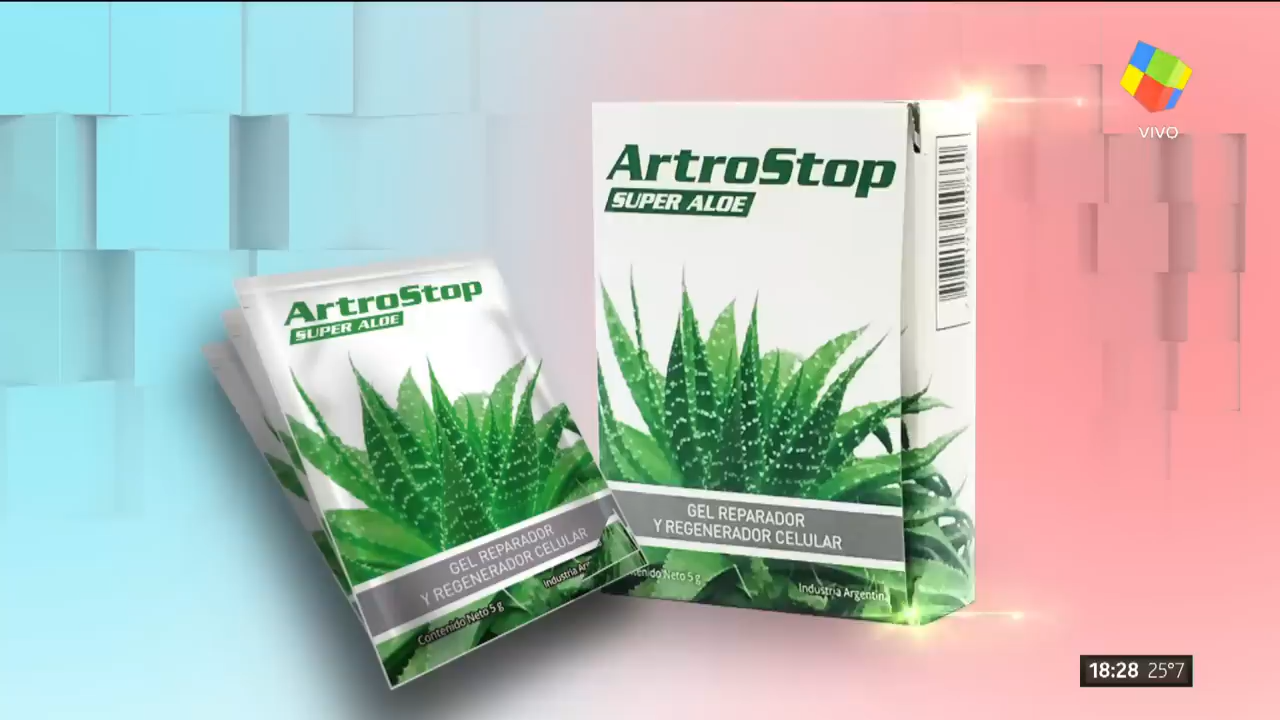 VIVO
ArtroStop
SUPER ALOE
GEL REPARADOR
Y REGENERADOR CELULAR
Neto 5 g
Industria Argentina
ArtroStop
SUPER ALOE
GEL REPARADOR
Y REGENERADOR CELULAR
Industria
Contenido Neto 5 g
18:28 25°7